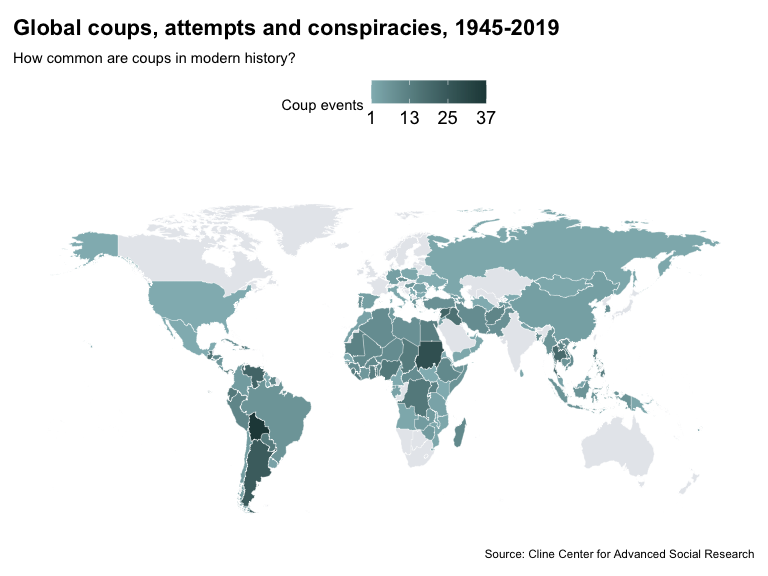 Global coups, attempts and conspiracies, 1945-2019
How common are coups in modern history?
Coup events
1 13 25 37
Source: Cline Center for Advanced Social Research